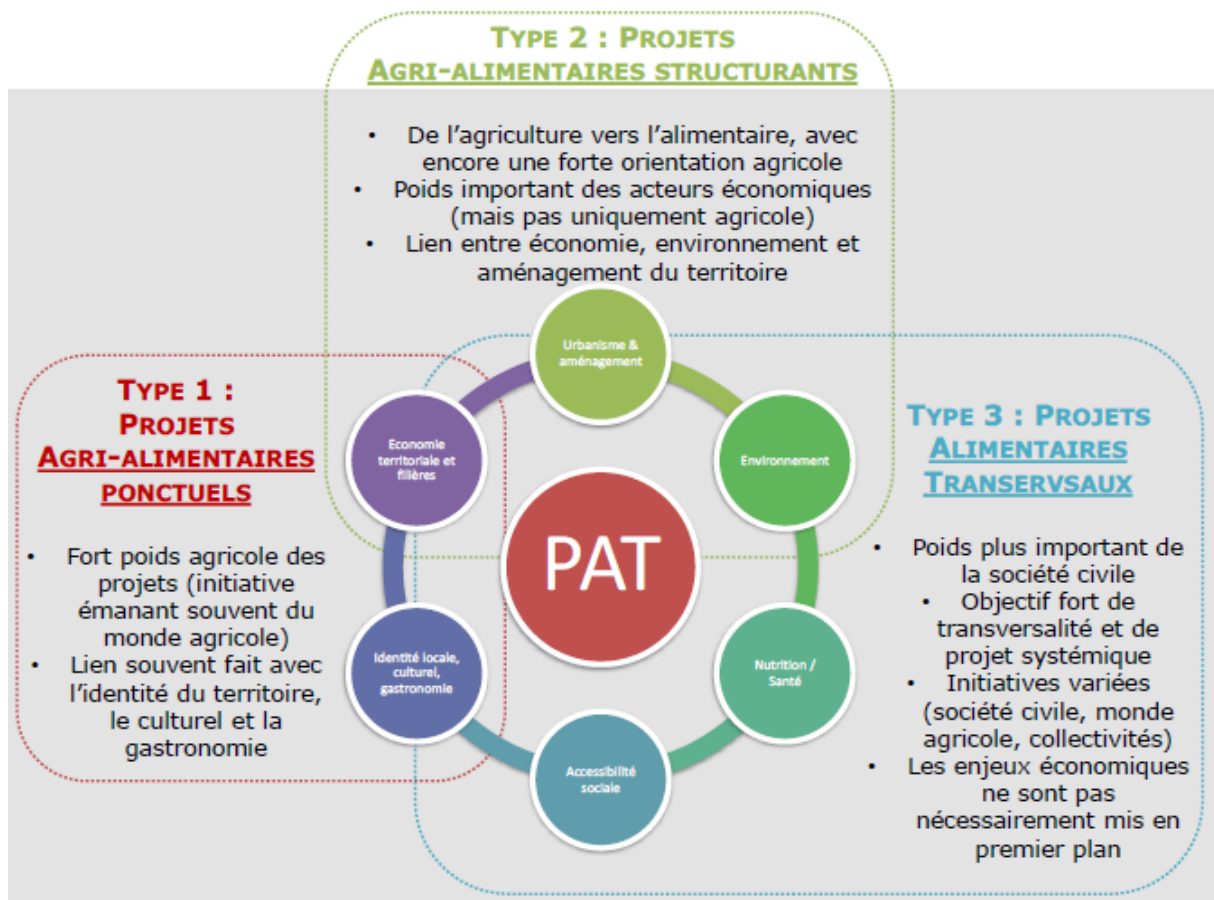 TYPE 2 : PROJETS
AGRI-ALIMENTAIRES STRUCTURANTS
• De l'agriculture vers l'alimentaire, avec
encore une forte orientation agricole
• Poids important des acteurs économiques
(mais pas uniquement agricole)
• Lien entre économie, environnement et
aménagement du territoire
TYPE 1 :
PROJETS
AGRI-ALIMENTAIRES
PONCTUELS
• Fort poids agricole des
projets (initiative
émanant souvent du
monde agricole)
• Lien souvent fait avec
l'identité du territoire,
le culturel et la
gastronomie
Urbanisme &
aménagement
Economie
territoriale et
filières
Environnement
PAT
Identité locale,
culturel,
gastronomie
Nutrition /
Santé
Accessibilité
sociale
TYPE 3 : PROJETS
ALIMENTAIRES
TRANSERVSAUX
• Poids plus important de
la société civile
• Objectif fort de
transversalité et de
projet systémique
• Initiatives variées
(société civile, monde
agricole, collectivités)
• Les enjeux économiques
ne sont pas
nécessairement mis en
premier plan